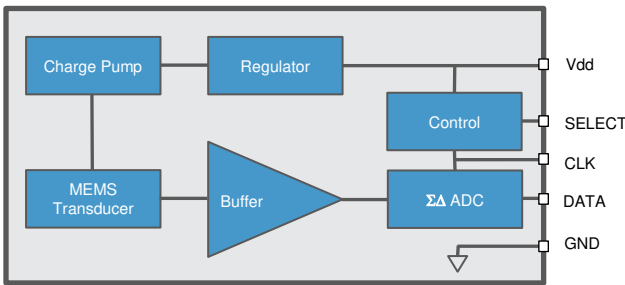 Charge Pump
Regulator
Vdd
Control
SELECT
CLK
MEMS
Transducer
Buffer
ΣΔ ADC
DATA
GND